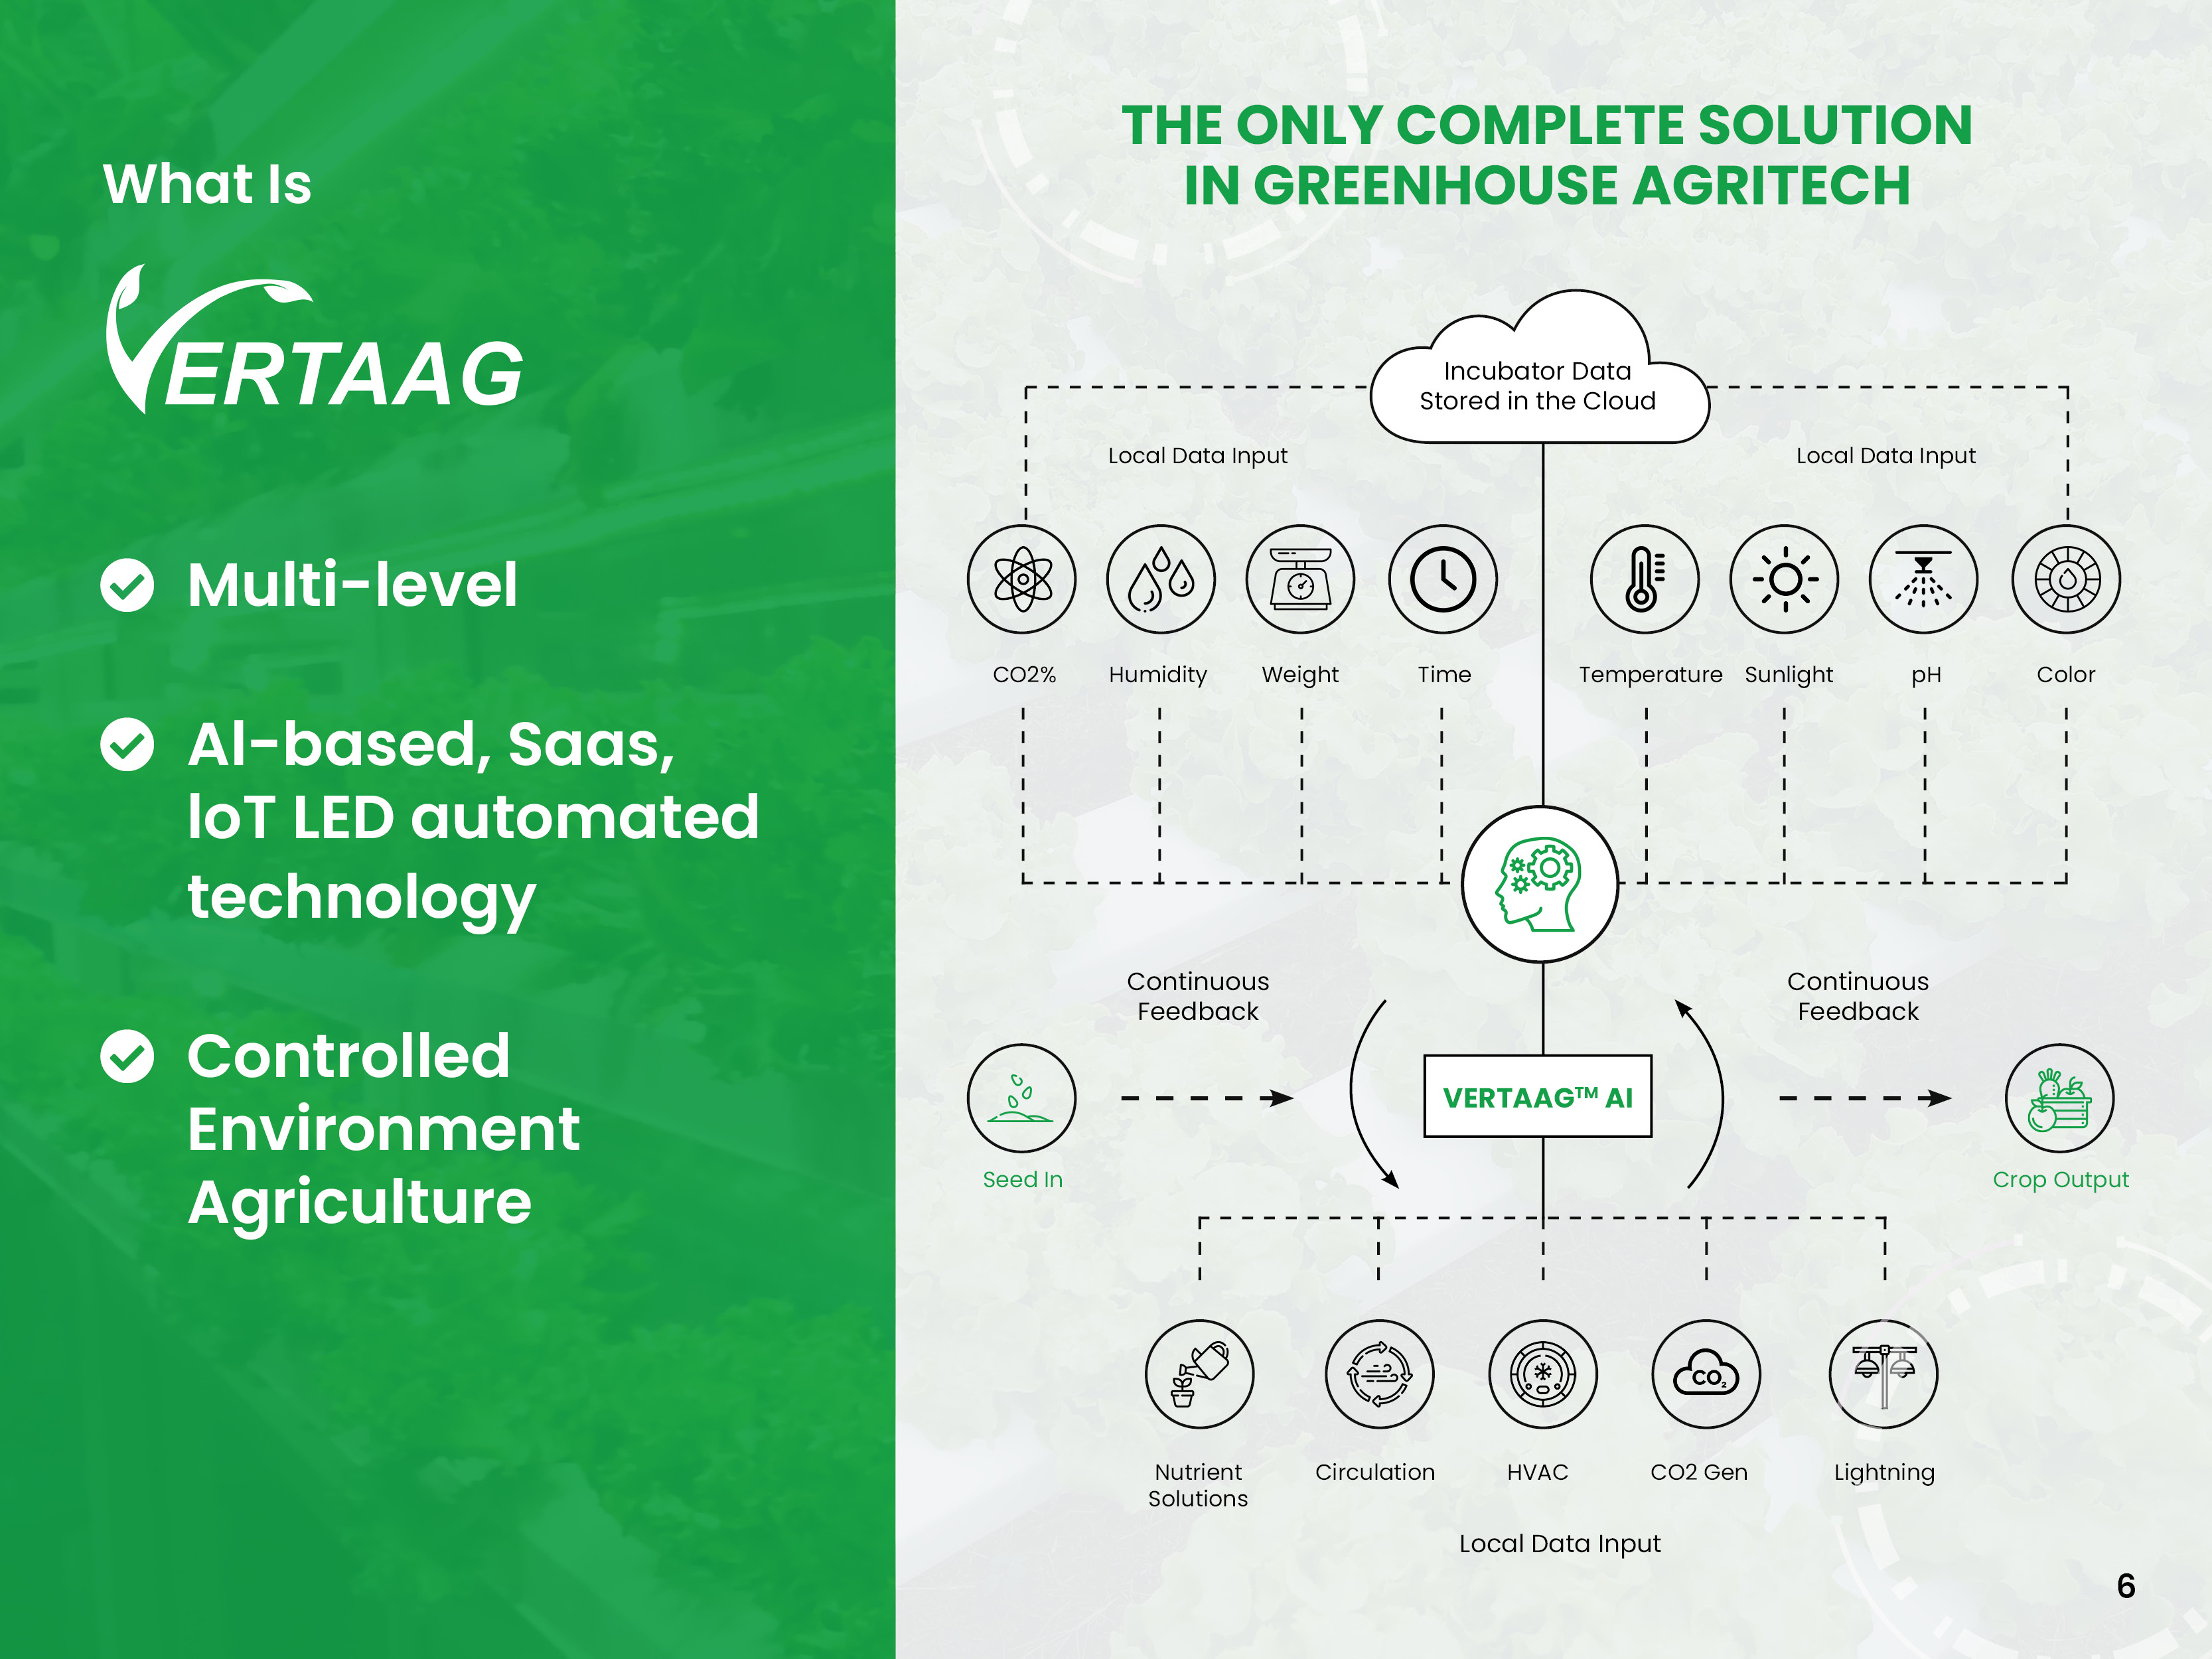 What Is
VERTAAG
Multi-level
AI-based, Saas,
IoT LED automated
technology
Controlled
Environment
Agriculture
THE ONLY COMPLETE SOLUTION
IN GREENHOUSE AGRITECH
Incubator Data
Stored in the Cloud
Local Data Input
Local Data Input
CO2%
Humidity
Weight
Time
Temperature
Sunlight
pH
Color
Continuous
Feedback
Continuous
Feedback
Seed In
VERTAAG™ AI
Crop Output
CO₂
Nutrient
Solutions
Circulation
HVAC
CO2 Gen
Lightning
Local Data Input
6